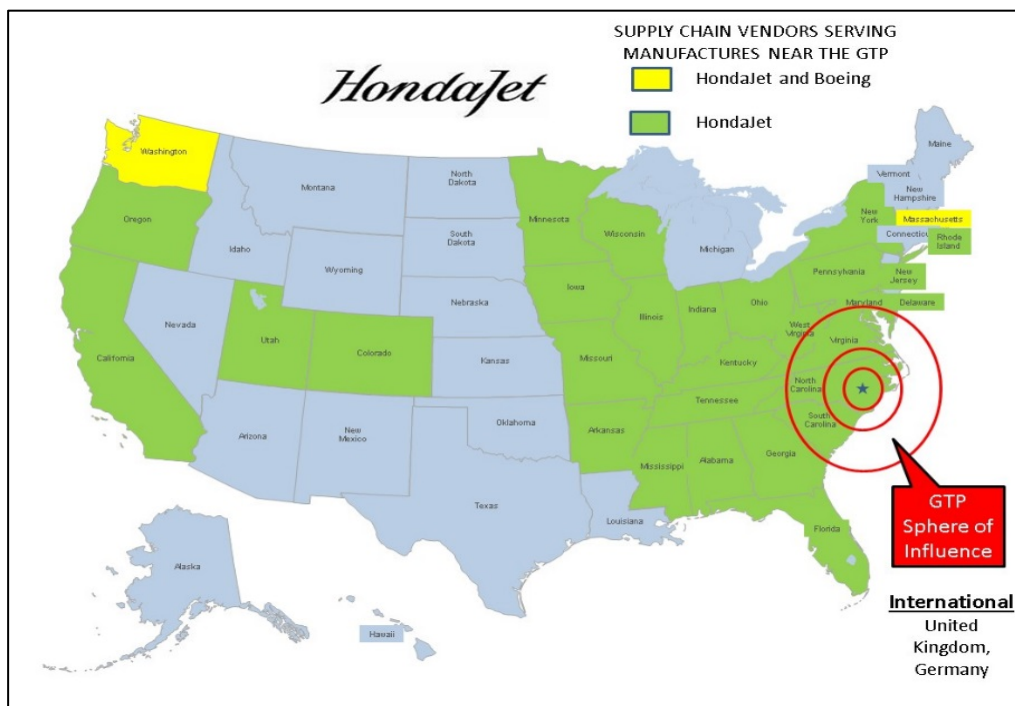 SUPPLY CHAIN VENDORS SERVING
MANUFACTURES NEAR THE GTP
HondaJet
HondaJet and Boeing
HondaJet
Washington
Oregon
California
Nevada
Idaho
Montana
Wyoming
Utah
Colorado
Arizona
New
Mexico
North
Dakota
South
Dakota
Nebraska
Kansas
Oklahoma
Texas
Minnesota
Iowa
Missouri
Arkansas
Louisiana
Wisconsin
Illinois
Michigan
Indiana
Ohio
Kentucky
Tennessee
Mississippi
Alabama
Georgia
Florida
South
Carolina
North
Carolina
Virginia
West
Virginia
Maryland
Delaware
Pennsylvania
New
Jersey
New
York
Connecticu
Rhode
Island
Massachusetts
Vermont
New
Hampshire
Maine
Alaska
Hawaii
GTP
Sphere of
Influence
International
United
Kingdom,
Germany